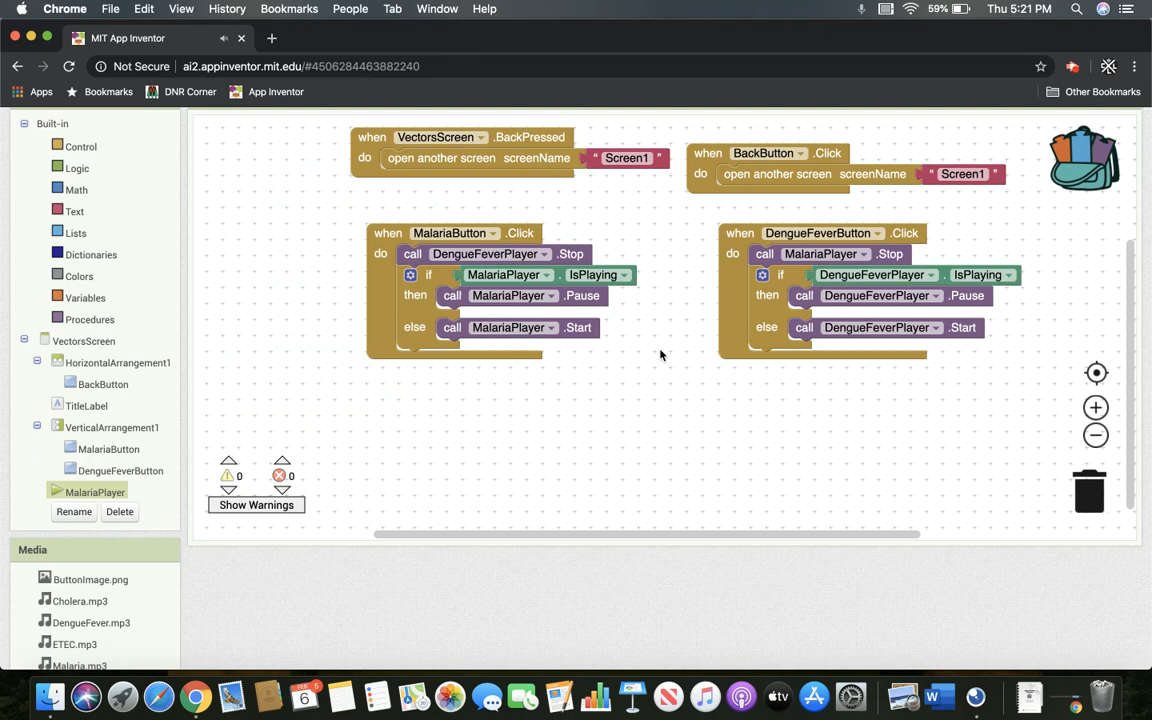 Chrome File Edit View History Bookmarks People Tab Window Help 59% Thu 5:21 PM
MIT App Inventor
Not Secure ai2.appinventor.mit.edu/#4506284463882240
Apps Bookmarks DNR Corner App Inventor Other Bookmarks
Built-in
Control
Logic
Math
Text
Lists
Dictionaries
Colors
Variables
Procedures
VectorsScreen
HorizontalArrangement1
BackButton
TitleLabel
VerticalArrangement1
MalariaButton
DengueFeverButton
MalariaPlayer
Rename Delete
Media
ButtonImage.png
Cholera.mp3
DengueFever.mp3
ETEC.mp3
Malaria.mp3
when VectorsScreen .BackPressed
do open another screen screenName " Screen1 "
when BackButton .Click
do open another screen screenName " Screen1 "
when MalariaButton .Click
do call DengueFeverPlayer .Stop
if MalariaPlayer . IsPlaying
then call MalariaPlayer .Pause
else call MalariaPlayer .Start
when DengueFeverButton .Click
do call MalariaPlayer .Stop
if DengueFeverPlayer . IsPlaying
then call DengueFeverPlayer .Pause
else call DengueFeverPlayer .Start
0 0
Show Warnings
FEB
6